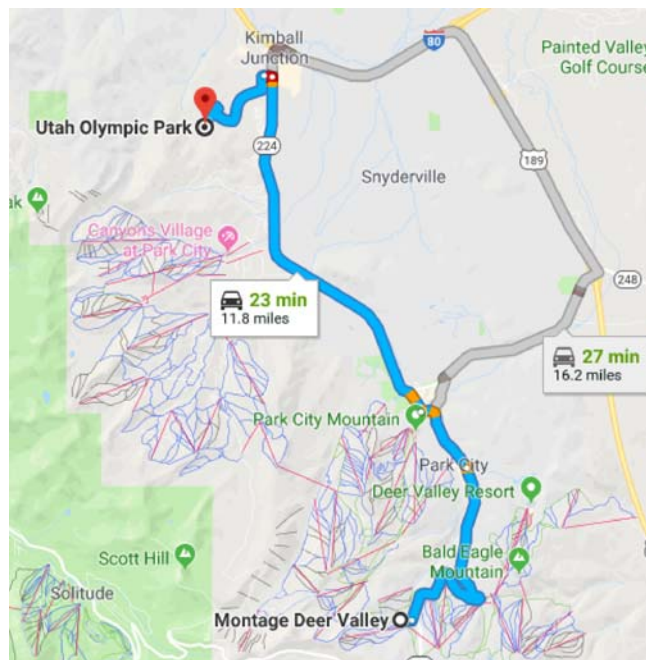 Kimball
Junction
80
Painted Valley
Golf Course
Utah Olympic Park
224
189
Snyderville
ak
Canyons Village
at Park City
248
23 min
11.8 miles
27 min
16.2 miles
Park City Mountain
Park City
Deer Valley Resort
Scott Hill
Bald Eagle
Mountain
Solitude
Montage Deer Valley